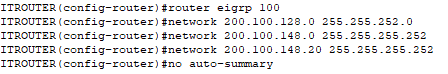 ITROUTER(config-router)#router eigrp 100
ITROUTER(config-router)#network 200.100.128.0 255.255.252.0
ITROUTER(config-router)#network 200.100.148.0 255.255.255.252
ITROUTER(config-router)#network 200.100.148.20 255.255.255.252
ITROUTER(config-router)#no auto-summary